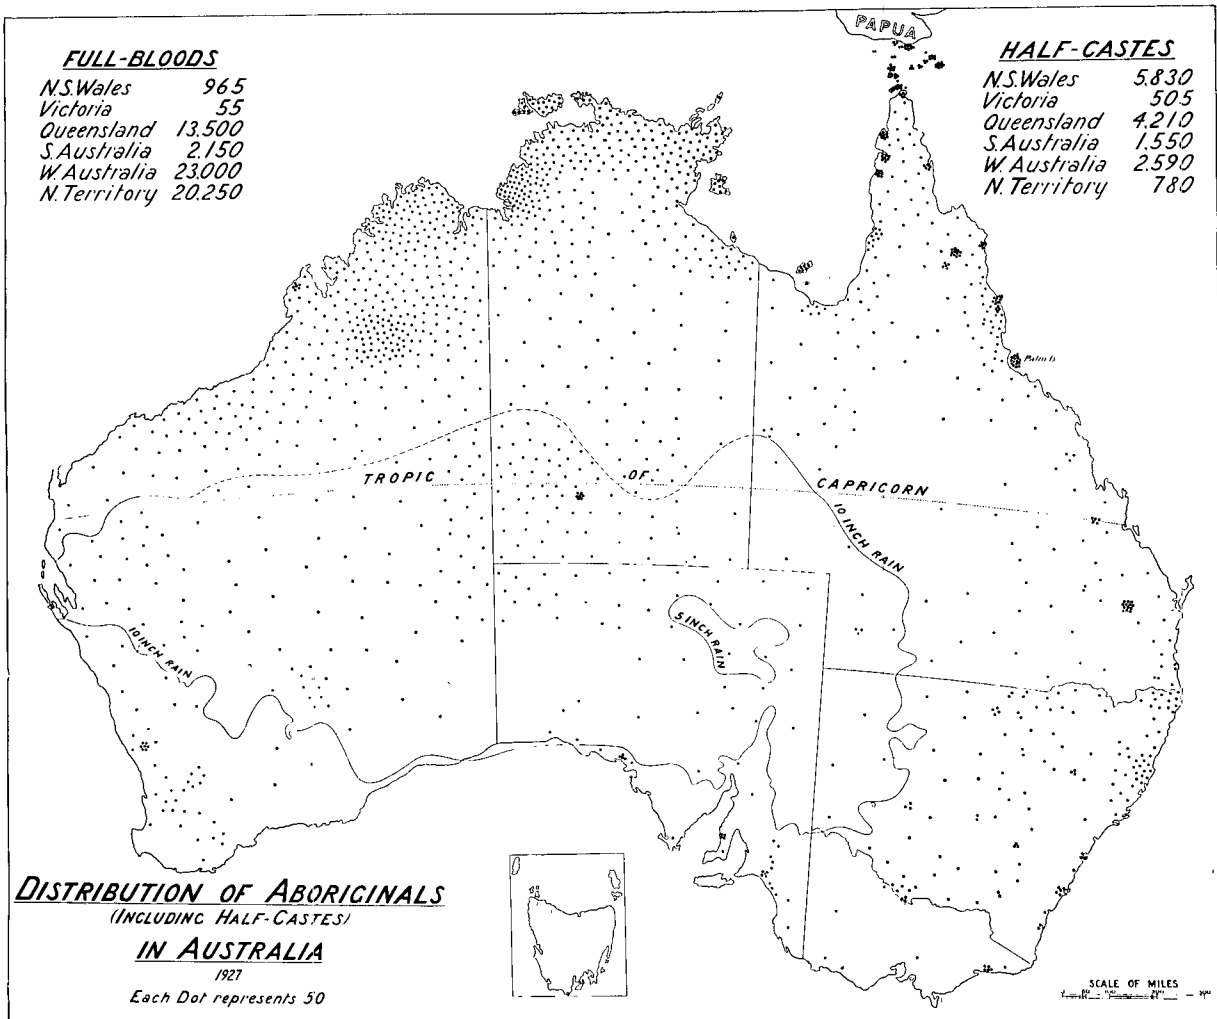 PAPUA
FULL-BLOODS
N.S.Wales 965
Victoria 55
Queensland 13.500
S.Australia 2.150
W.Australia 23.000
N.Territory 20.250
HALF-CASTES
N.S.Wales 5.830
Victoria 505
Queensland 4.210
S.Australia 1.550
W.Australia 2.590
N.Territory 780
Palm Is
TROPIC OF CAPRICORN
10 INCH RAIN
5 INCH RAIN
10 INCH RAIN
DISTRIBUTION OF ABORIGINALS
(INCLUDING HALF-CASTES)
IN AUSTRALIA
1927
Each Dot represents 50
SCALE OF MILES